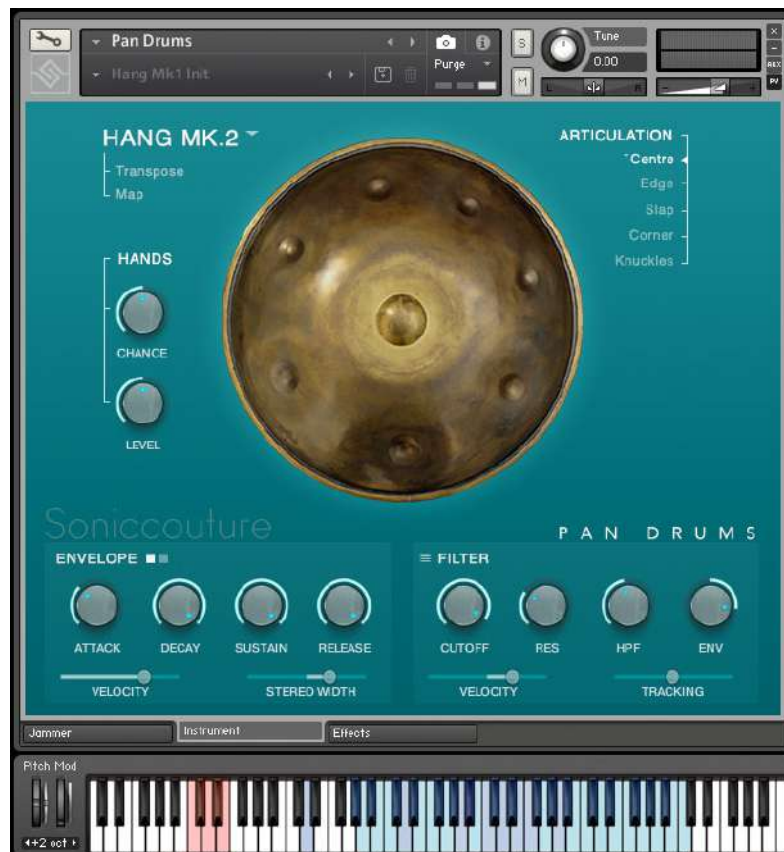 Pan Drums
S
Tune
0.00
Purge
Hang Mk1 Init
M
L
R
AUX
PV
HANG MK.2
Transpose
Map
ARTICULATION
Centre
Edge
Slap
Corner
Knuckles
HANDS
CHANCE
LEVEL
Soniccouture
PAN DRUMS
ENVELOPE
FILTER
ATTACK DECAY SUSTAIN RELEASE
CUTOFF RES HPF ENV
VELOCITY STEREO WIDTH
VELOCITY TRACKING
Jammer
Instrument
Effects
Pitch Mod
+2 oct